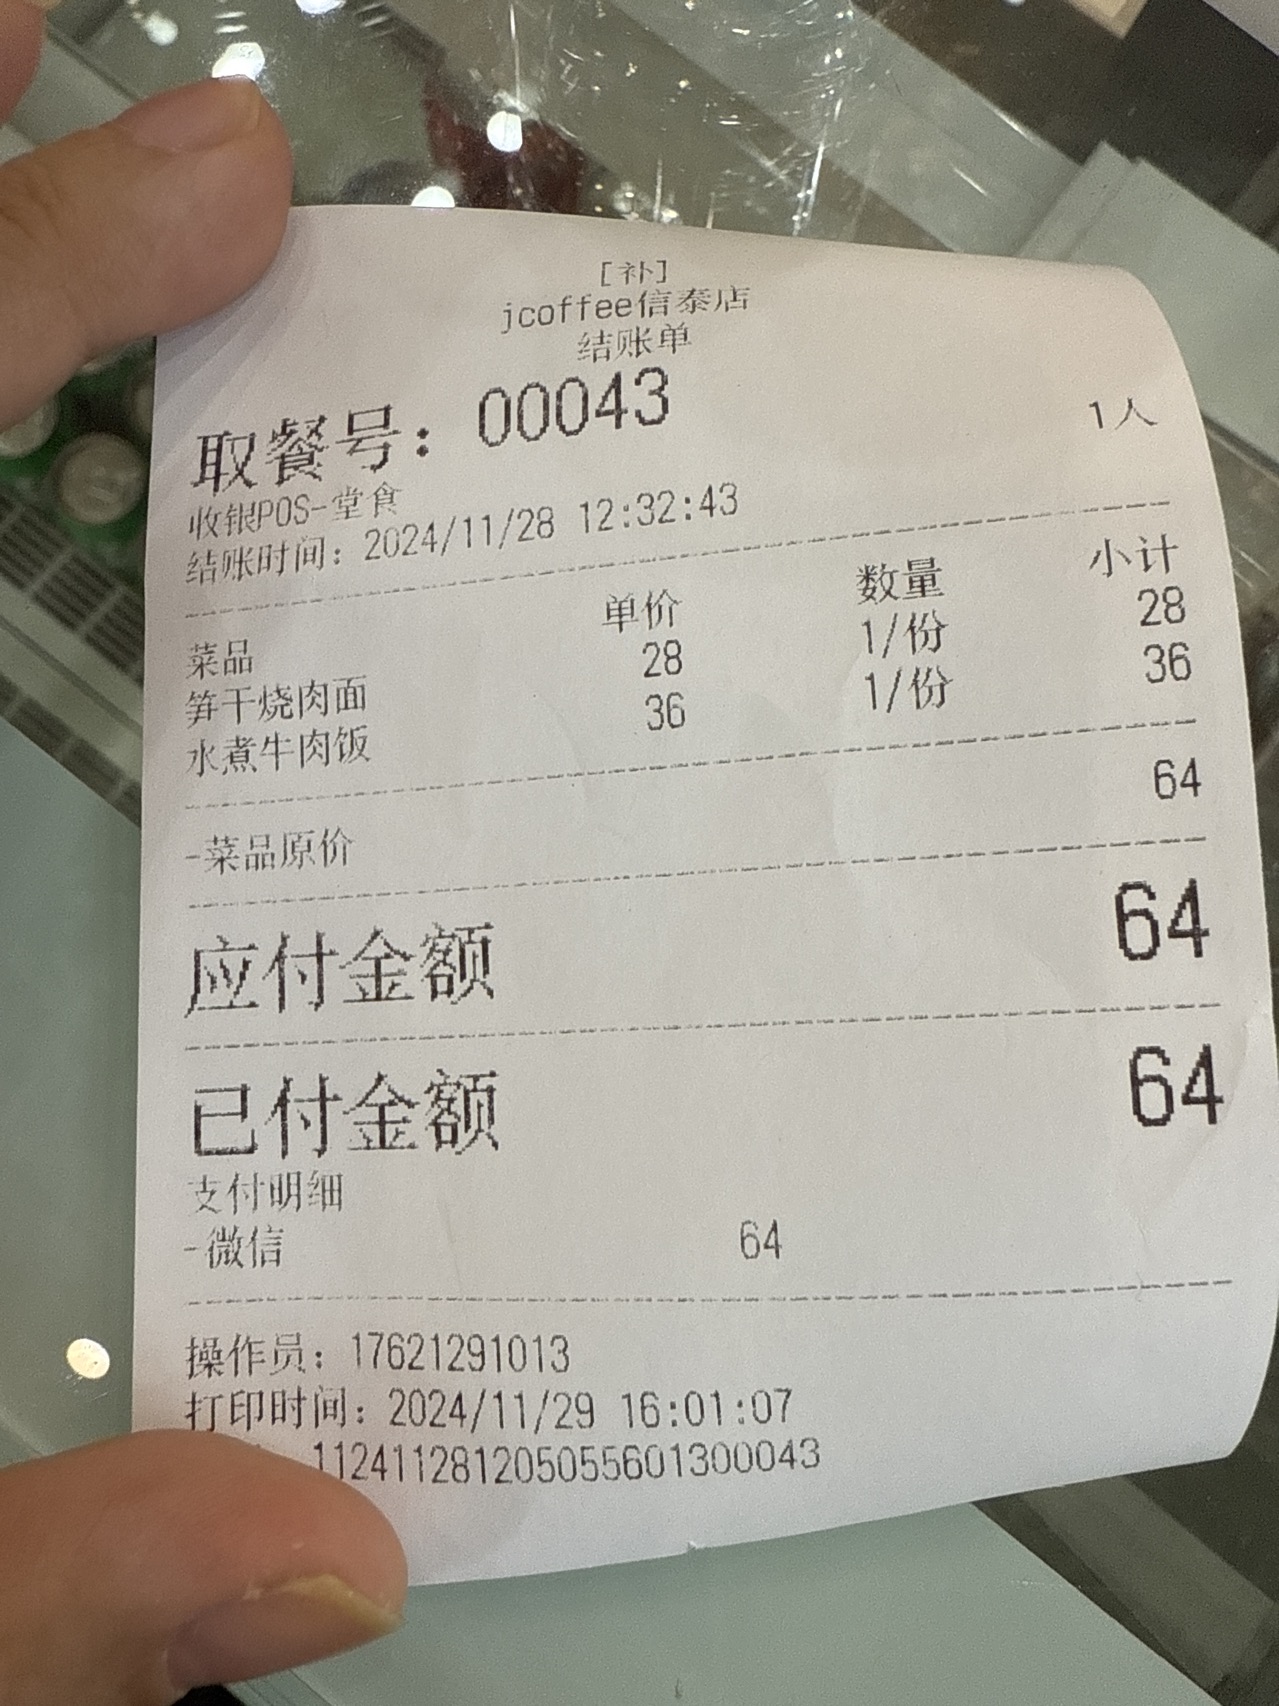 [补]
jcoffee信泰店
结账单
取餐号：00043 1人
收银POS-堂食
结账时间：2024/11/28 12:32:43
菜品 单价 数量 小计
笋干烧肉面 28 1/份 28
水煮牛肉饭 36 1/份 36
-菜品原价 64
应付金额 64
已付金额 64
支付明细
-微信 64
操作员：17621291013
打印时间：2024/11/29 16:01:07
112411281205055601300043